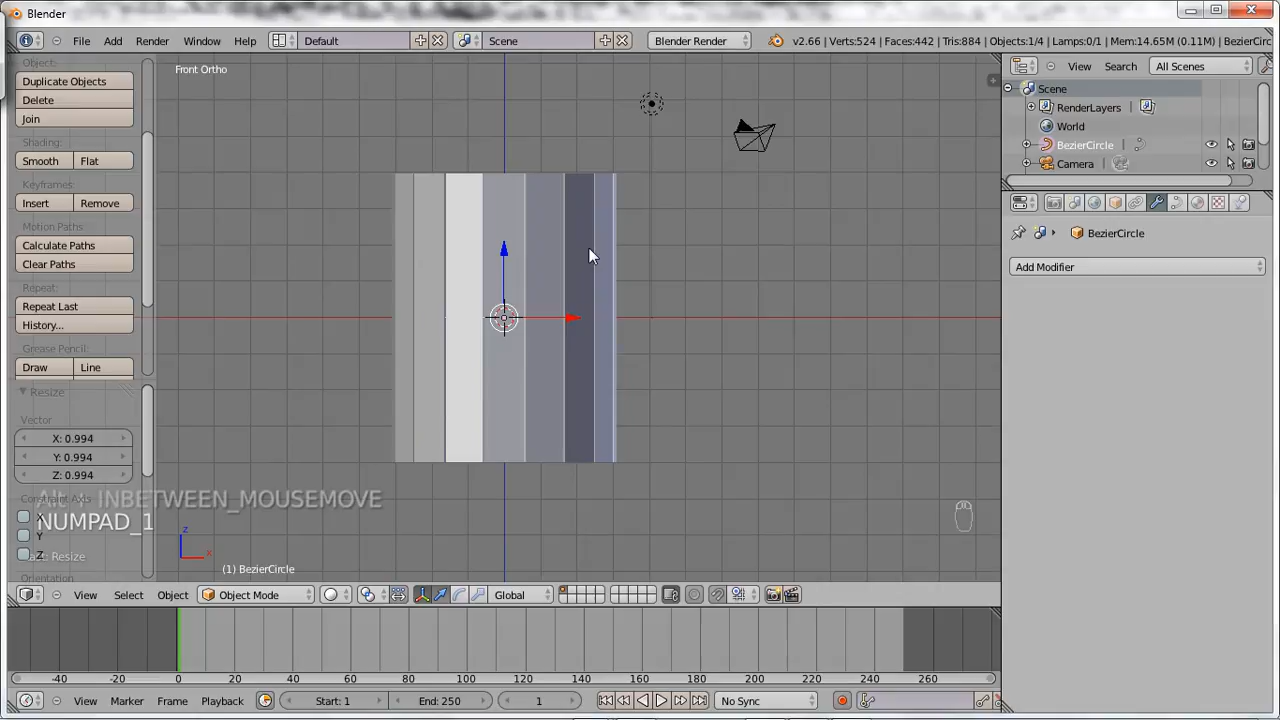 Blender
File Add Render Window Help Default Scene Blender Render v2.66 | Verts:524 | Faces:442 | Tris:884 | Objects:1/4 | Lamps:0/1 | Mem:14.65M (0.11M) | BezierCirc
Object:
Duplicate Objects
Delete
Join
Shading:
Smooth Flat
Keyframes:
Insert Remove
Motion Paths:
Calculate Paths
Clear Paths
Repeat:
Repeat Last
History...
Grease Pencil:
Draw Line
Resize
Vector
X: 0.994
Y: 0.994
Z: 0.994
Constraint Axis
X
Y
Z
Orientation
Front Ortho
z
x
Alt + INBETWEEN_MOUSEMOVE
NUMPAD_1
Resize
(1) BezierCircle
View Select Object Object Mode Global
-40 -20 0 20 40 60 80 100 120 140 160 180 200 220 240 260
View Marker Frame Playback Start: 1 End: 250 1 No Sync
View Search All Scenes
Scene
RenderLayers
World
BezierCircle
Camera
BezierCircle
Add Modifier